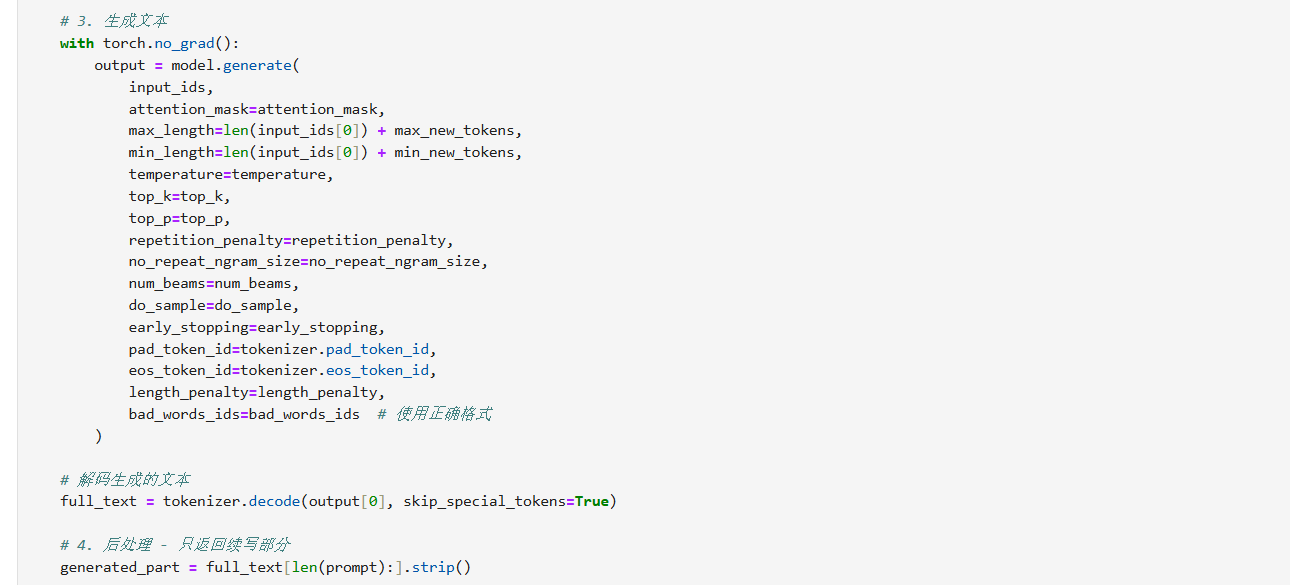 # 3. 生成文本
with torch.no_grad():
    output = model.generate(
        input_ids,
        attention_mask=attention_mask,
        max_length=len(input_ids[0]) + max_new_tokens,
        min_length=len(input_ids[0]) + min_new_tokens,
        temperature=temperature,
        top_k=top_k,
        top_p=top_p,
        repetition_penalty=repetition_penalty,
        no_repeat_ngram_size=no_repeat_ngram_size,
        num_beams=num_beams,
        do_sample=do_sample,
        early_stopping=early_stopping,
        pad_token_id=tokenizer.pad_token_id,
        eos_token_id=tokenizer.eos_token_id,
        length_penalty=length_penalty,
        bad_words_ids=bad_words_ids  # 使用正确格式
    )
# 解码生成的文本
full_text = tokenizer.decode(output[0], skip_special_tokens=True)
# 4. 后处理 - 只返回续写部分
generated_part = full_text[len(prompt):].strip()